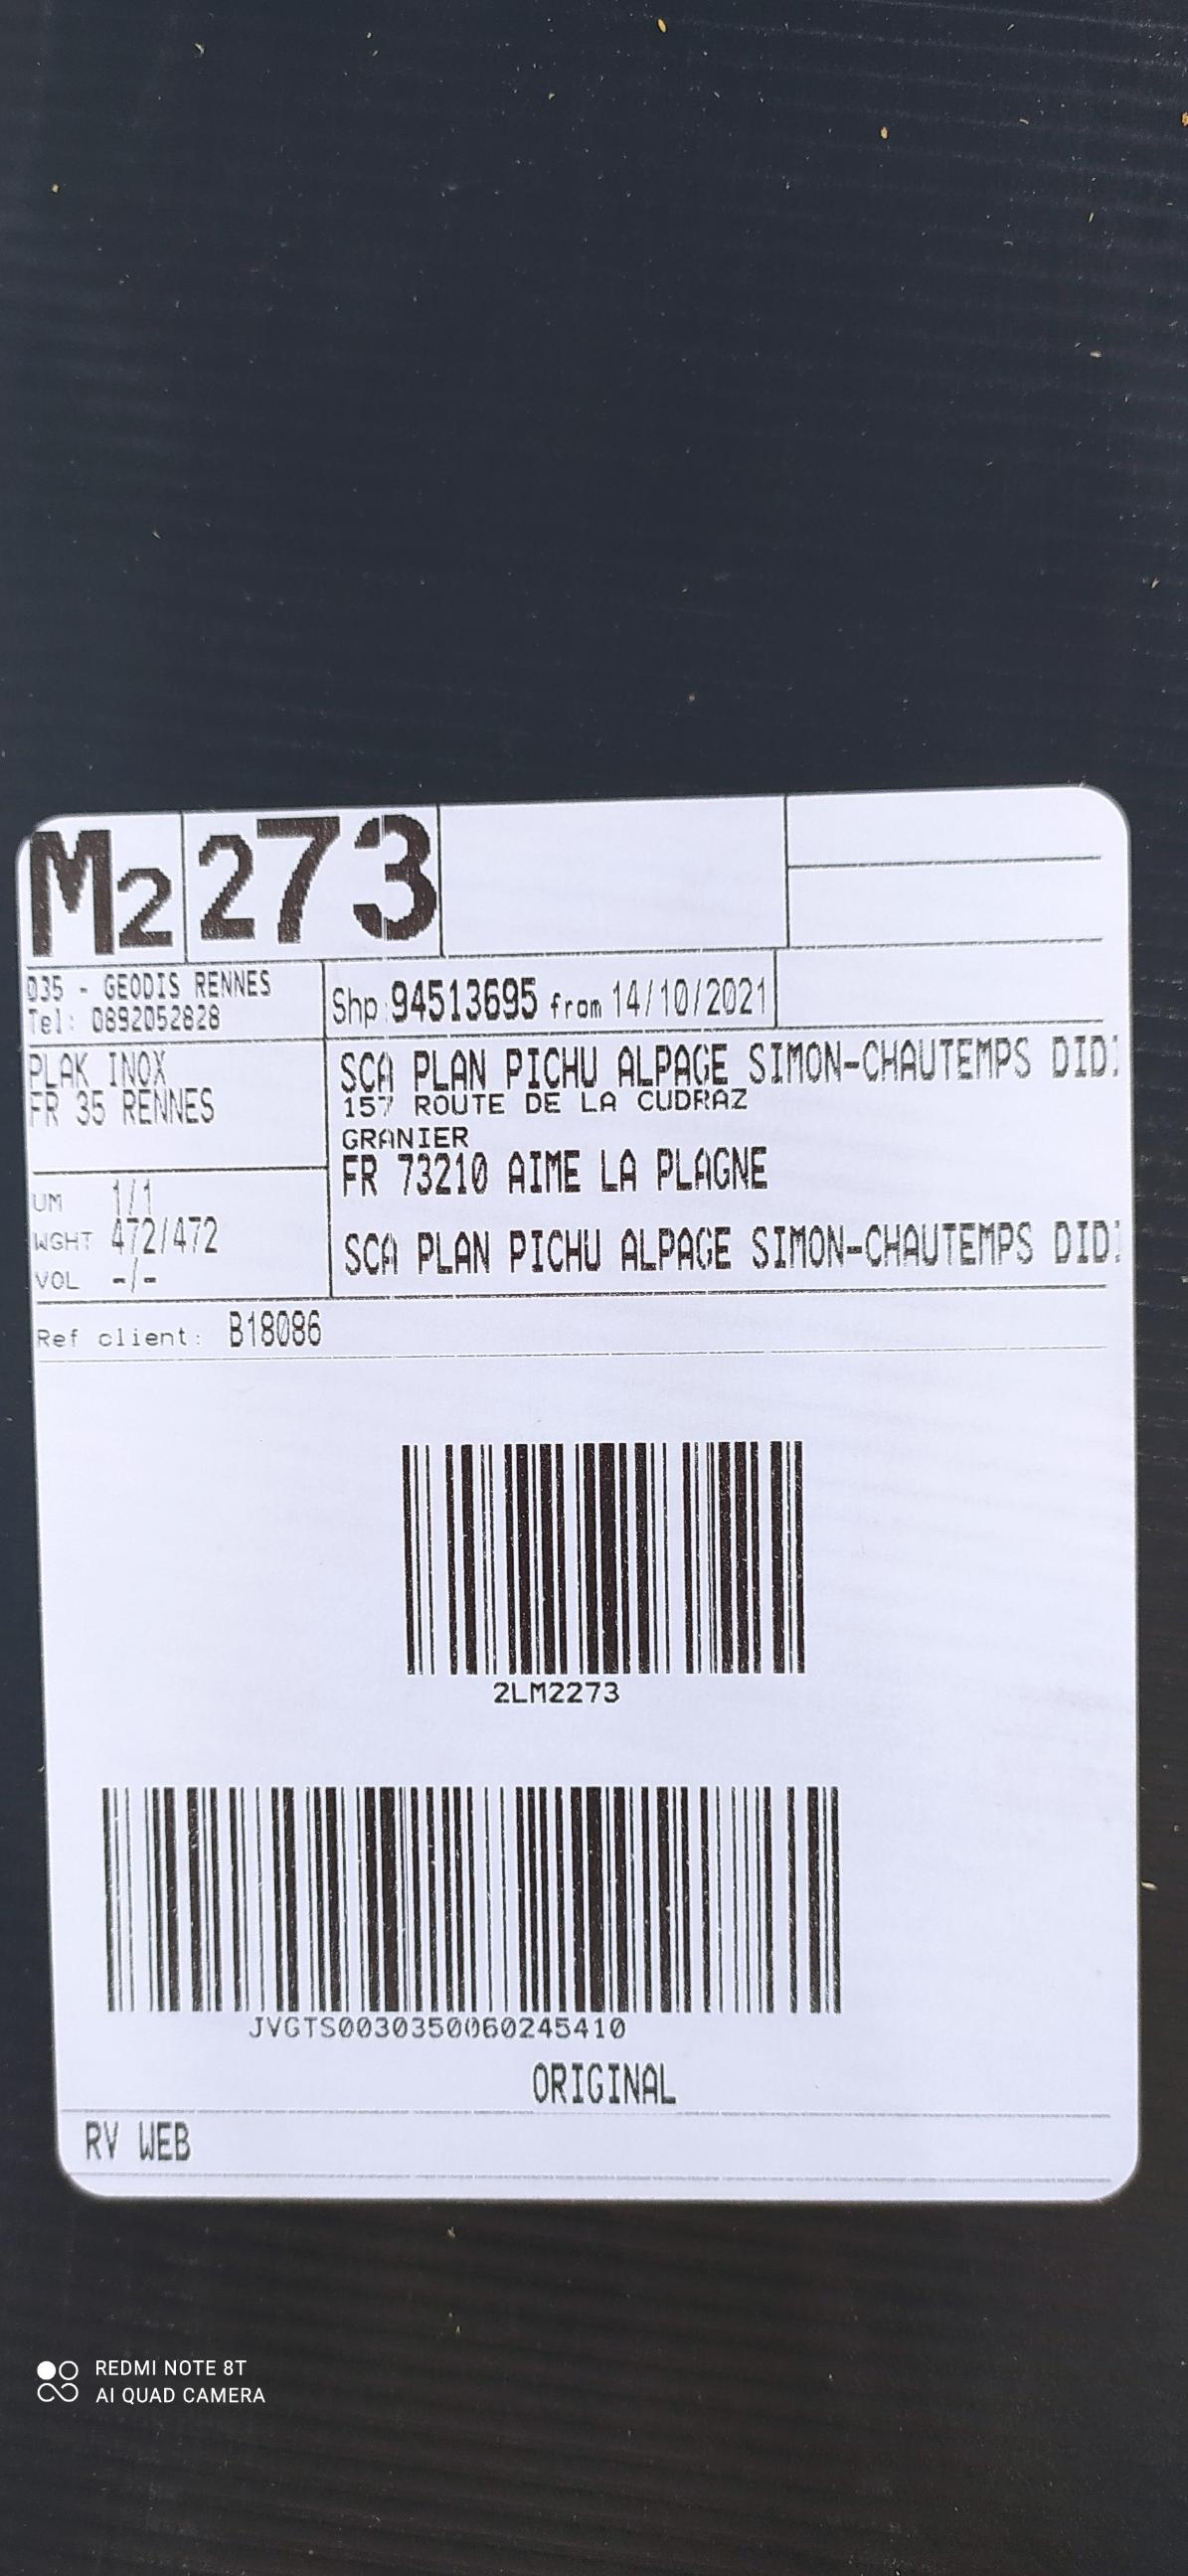 M2 273
035 - GEODIS RENNES
Tel: 0892052828
Shp:94513695 from 14/10/2021
PLAK INOX
FR 35 RENNES
SCA PLAN PICHU ALPAGE SIMON-CHAUTEMPS
157 ROUTE DE LA CUDRAZ
GRANIER
FR 73210 AIME LA PLAGNE
SCA PLAN PICHU ALPAGE SIMON-CHAUTEMPS
UM 1/1
WGHT 472/472
VOL -/-
Ref client: B18086
2LM2273
JVGTS0030350060245410
ORIGINAL
RV WEB
REDMI NOTE 8T
AI QUAD CAMERA